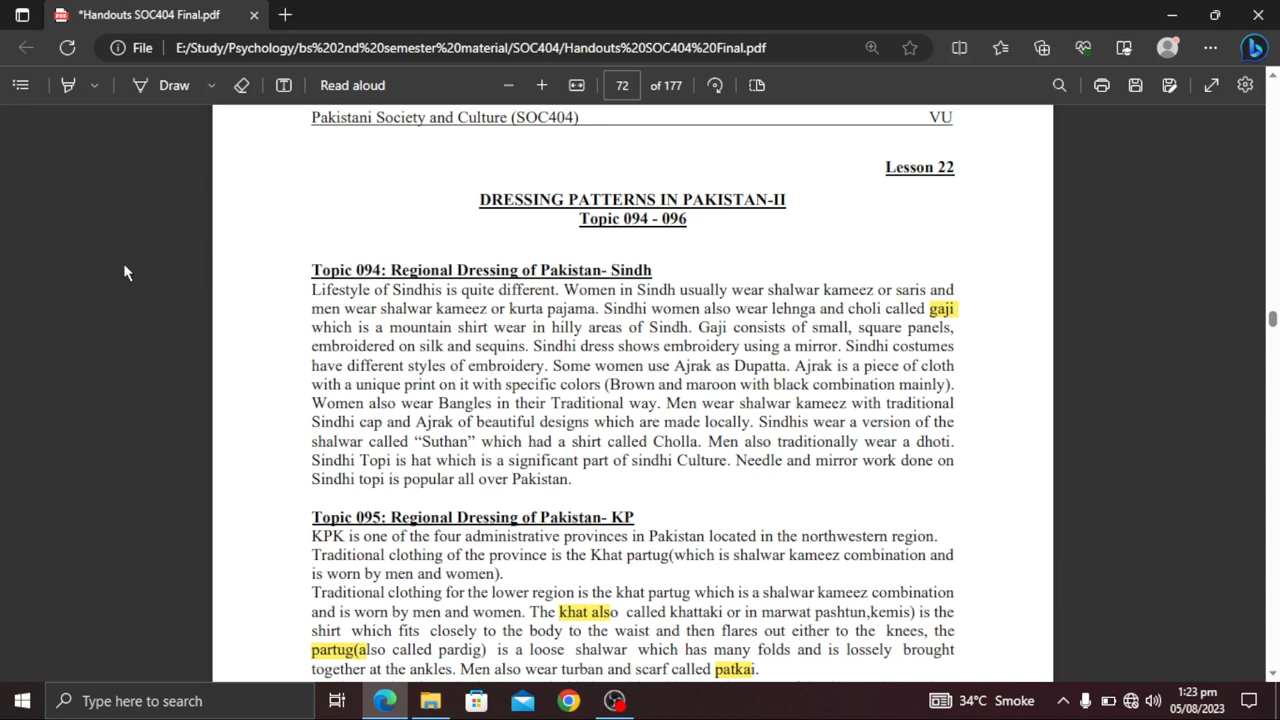 *Handouts SOC404 Final.pdf
File
E:/Study/Psychology/bs%202nd%20semester%20material/SOC404/Handouts%20SOC404%20Final.pdf
Draw
Read aloud
72 of 177
Pakistani Society and Culture (SOC404) VU
Lesson 22
DRESSING PATTERNS IN PAKISTAN-II
Topic 094 - 096
Topic 094: Regional Dressing of Pakistan- Sindh
Lifestyle of Sindhis is quite different. Women in Sindh usually wear shalwar kameez or saris and
men wear shalwar kameez or kurta pajama. Sindhi women also wear lehnga and choli called gaji
which is a mountain shirt wear in hilly areas of Sindh. Gaji consists of small, square panels,
embroidered on silk and sequins. Sindhi dress shows embroidery using a mirror. Sindhi costumes
have different styles of embroidery. Some women use Ajrak as Dupatta. Ajrak is a piece of cloth
with a unique print on it with specific colors (Brown and maroon with black combination mainly).
Women also wear Bangles in their Traditional way. Men wear shalwar kameez with traditional
Sindhi cap and Ajrak of beautiful designs which are made locally. Sindhis wear a version of the
shalwar called “Suthan” which had a shirt called Cholla. Men also traditionally wear a dhoti.
Sindhi Topi is hat which is a significant part of sindhi Culture. Needle and mirror work done on
Sindhi topi is popular all over Pakistan.
Topic 095: Regional Dressing of Pakistan- KP
KPK is one of the four administrative provinces in Pakistan located in the northwestern region.
Traditional clothing of the province is the Khat partug(which is shalwar kameez combination and
is worn by men and women).
Traditional clothing for the lower region is the khat partug which is a shalwar kameez combination
and is worn by men and women. The khat also called khattaki or in marwat pashtun,kemis) is the
shirt which fits closely to the body to the waist and then flares out either to the knees, the
partug(also called pardig) is a loose shalwar which has many folds and is lossely brought
together at the ankles. Men also wear turban and scarf called patkai.
Type here to search
34°C Smoke
1:23 pm
05/08/2023